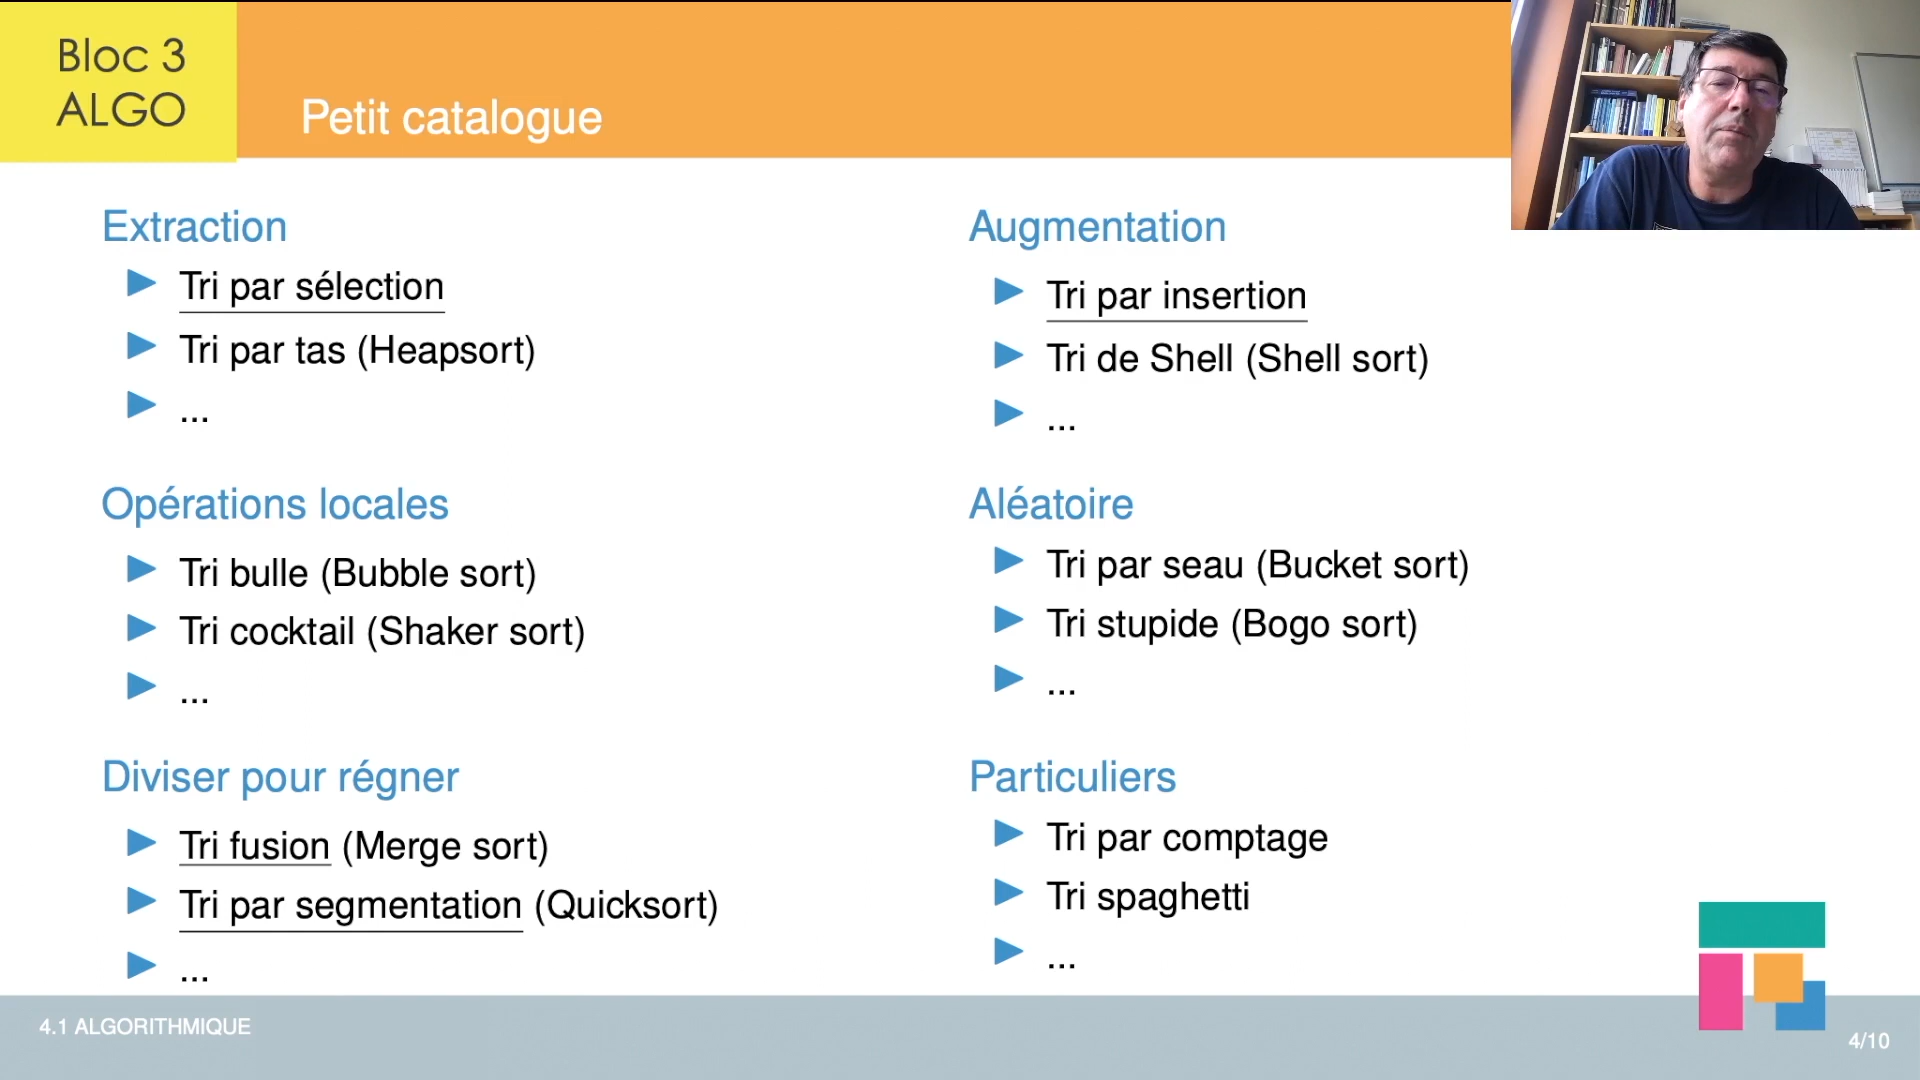 Bloc 3
ALGO
Petit catalogue
Extraction
Tri par sélection
Tri par tas (Heapsort)
...
Opérations locales
Tri bulle (Bubble sort)
Tri cocktail (Shaker sort)
...
Diviser pour régner
Tri fusion (Merge sort)
Tri par segmentation (Quicksort)
...
Augmentation
Tri par insertion
Tri de Shell (Shell sort)
...
Aléatoire
Tri par seau (Bucket sort)
Tri stupide (Bogo sort)
...
Particuliers
Tri par comptage
Tri spaghetti
...
4.1 ALGORITHMIQUE
4/10